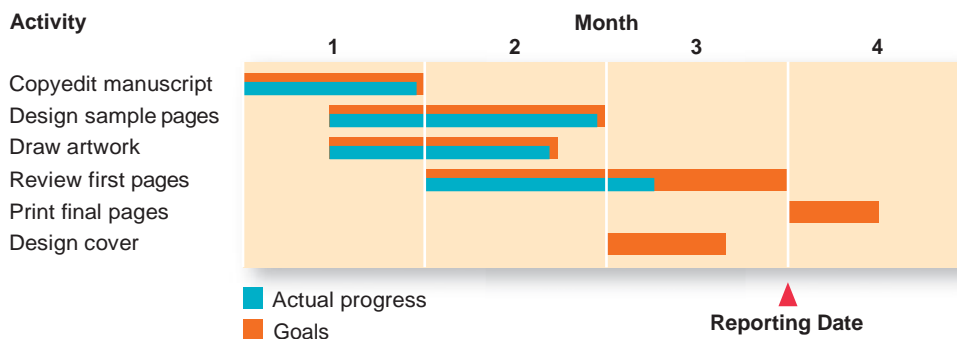 Activity
Month
1 2 3 4
Copyedit manuscript
Design sample pages
Draw artwork
Review first pages
Print final pages
Design cover
Actual progress
Goals
Reporting Date